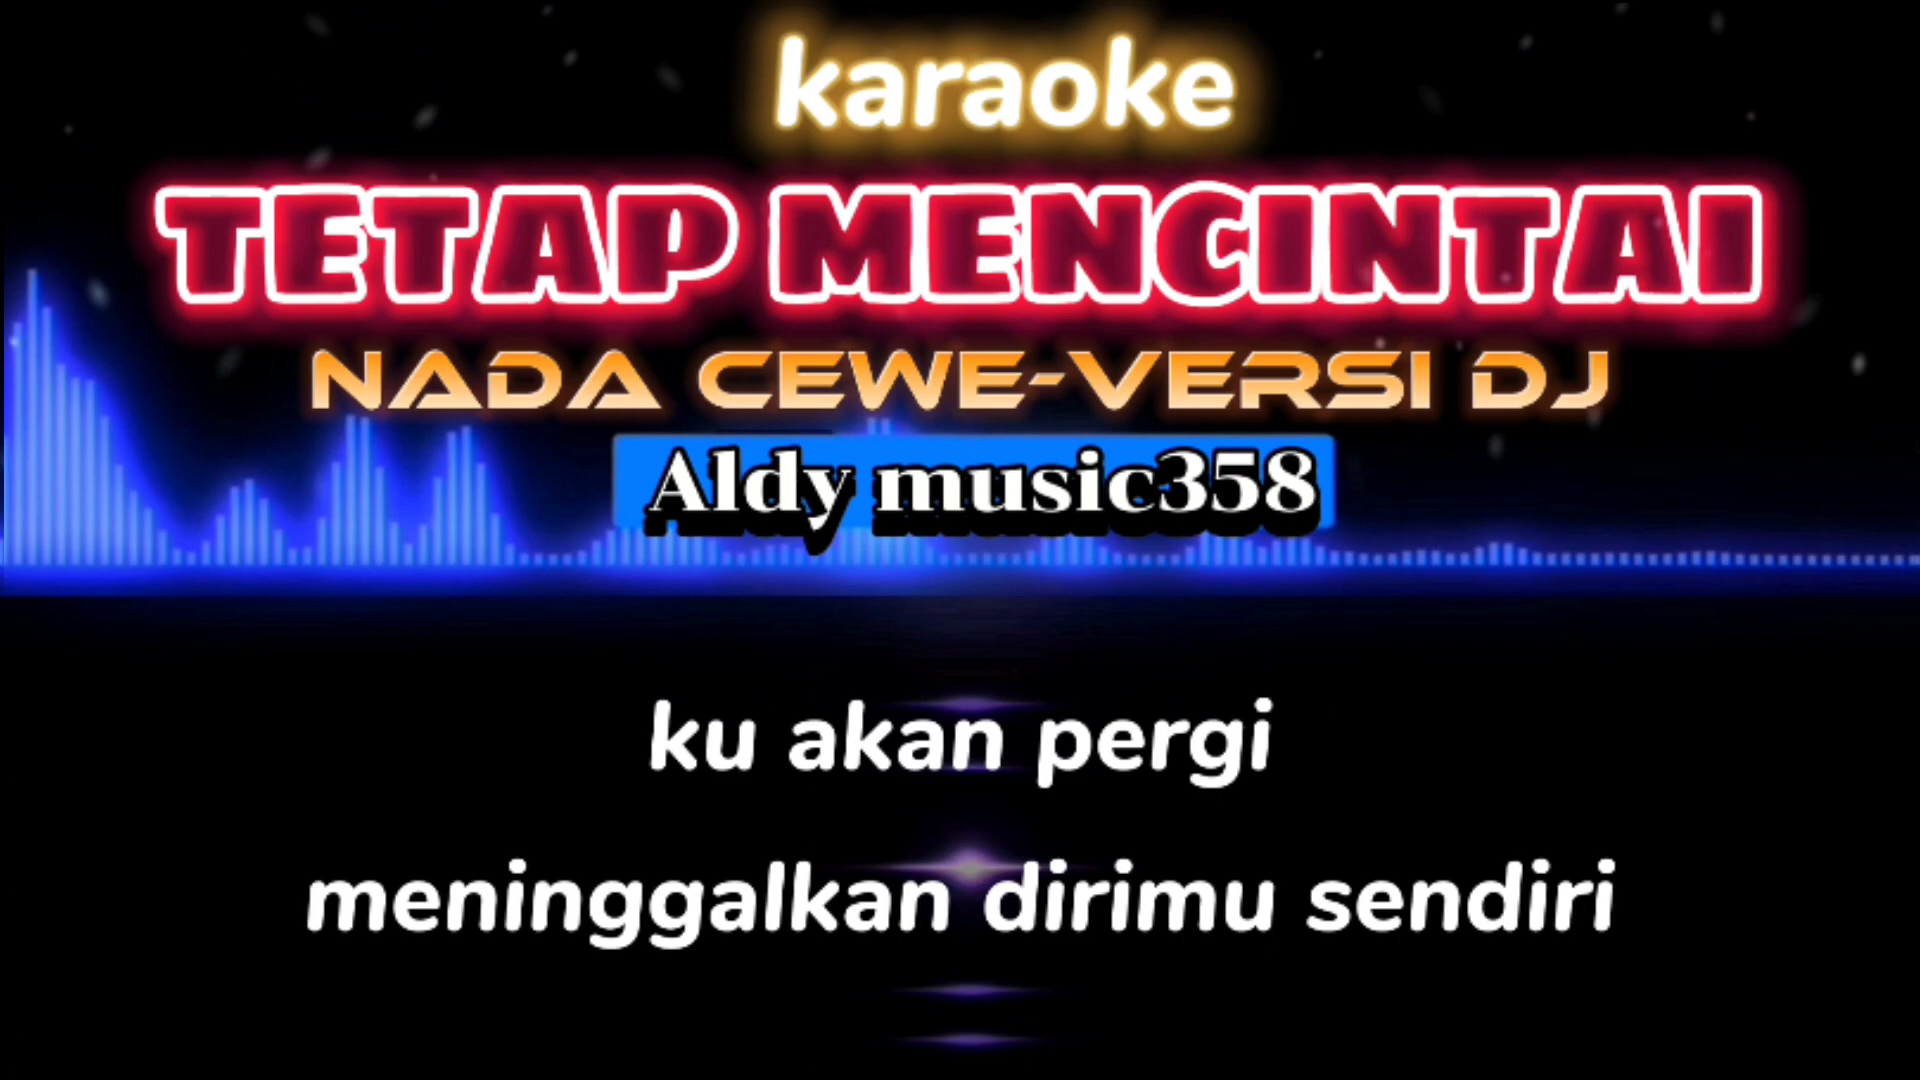 karaoke
TETAP MENCINTAI
NADA CEWE-VERSI DJ
Aldy music358
ku akan pergi
meninggalkan dirimu sendiri